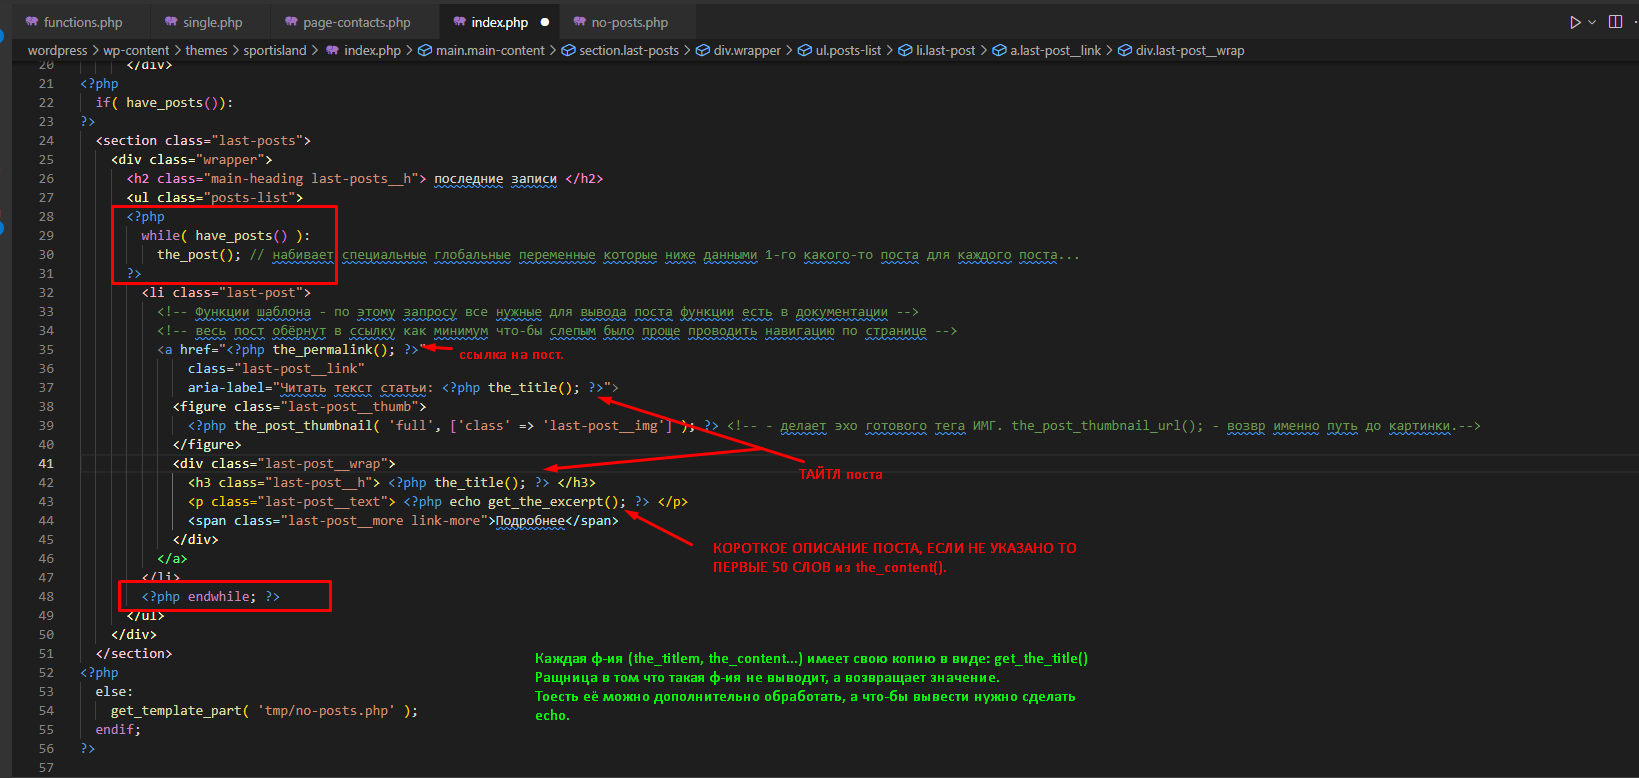 functions.php single.php page-contacts.php index.php no-posts.php
wordpress > wp-content > themes > sportisland > index.php > main.main-content > section.last-posts > div.wrapper > ul.posts-list > li.last-post > a.last-post__link > div.last-post__wrap
20 </div>
21 <?php
22 if( have_posts()):
23 ?>
24 <section class="last-posts">
25 <div class="wrapper">
26 <h2 class="main-heading last-posts__h"> последние записи </h2>
27 <ul class="posts-list">
28 <?php
29 while( have_posts() ):
30 the_post(); // набивает специальные глобальные переменные которые ниже данными 1-го какого-то поста для каждого поста...
31 ?>
32 <li class="last-post">
33 <!-- Функции шаблона - по этому запросу все нужные для вывода поста функции есть в документации -->
34 <!-- весь пост обёрнут в ссылку как минимум что-бы слепым было проще проводить навигацию по странице -->
35 <a href="<?php the_permalink(); ?>" ссылка на пост.
36 class="last-post__link"
37 aria-label="Читать текст статьи: <?php the_title(); ?>">
38 <figure class="last-post__thumb">
39 <?php the_post_thumbnail( 'full', ['class' => 'last-post__img'] ); ?> <!-- - делает эхо готового тега ИМГ. the_post_thumbnail_url(); - возвр именно путь до картинки.-->
40 </figure>
41 <div class="last-post__wrap">
ТАЙТЛ поста
42 <h3 class="last-post__h"> <?php the_title(); ?> </h3>
43 <p class="last-post__text"> <?php echo get_the_excerpt(); ?> </p>
44 <span class="last-post__more link-more">Подробнее</span>
45 </div>
КОРОТКОЕ ОПИСАНИЕ ПОСТА, ЕСЛИ НЕ УКАЗАНО ТО
ПЕРВЫЕ 50 СЛОВ из the_content().
46 </a>
47 </li>
48 <?php endwhile; ?>
49 </ul>
50 </div>
51 </section>
52 <?php
53 else:
54 get_template_part( 'tmp/no-posts.php' );
55 endif;
56 ?>
57
Каждая ф-ия (the_titlem, the_content...) имеет свою копию в виде: get_the_title()
Ращница в том что такая ф-ия не выводит, а возвращает значение.
Тоесть её можно дополнительно обработать, а что-бы вывести нужно сделать
echo.